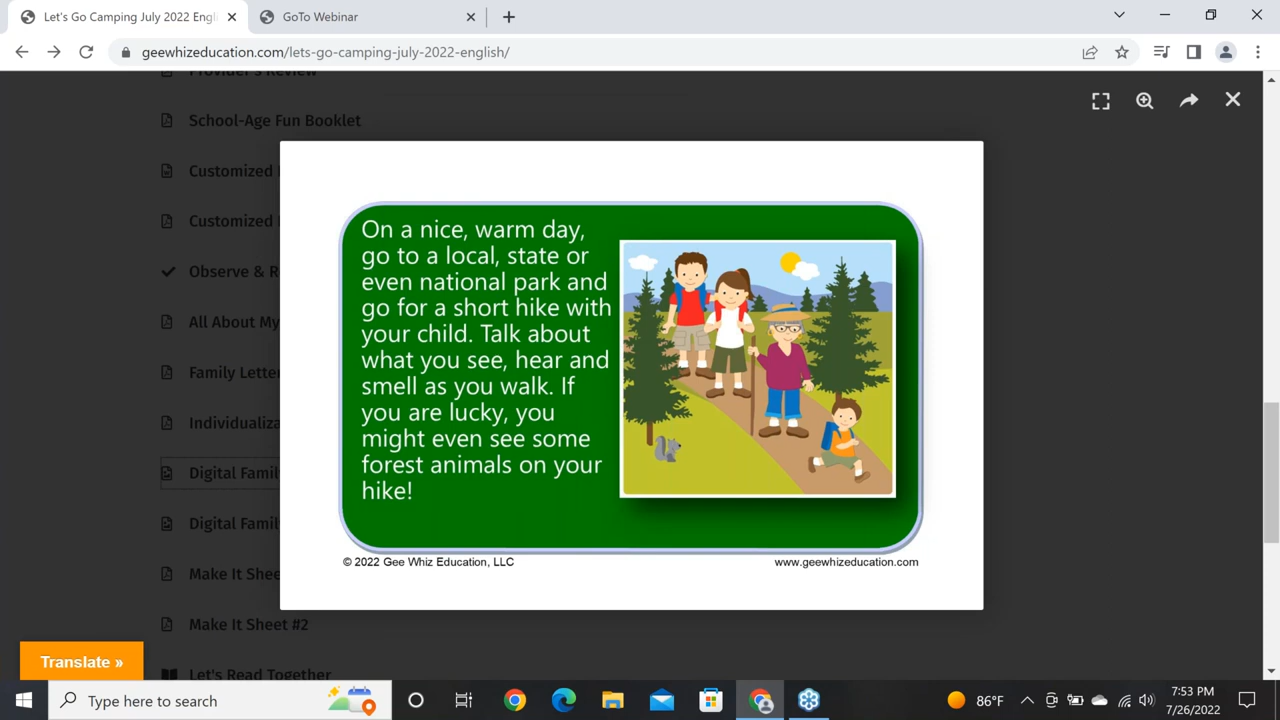 Let's Go Camping July 2022 Engl
GoTo Webinar
geewhizeducation.com/lets-go-camping-july-2022-english/
Provider's Review
School-Age Fun Booklet
Customized
Customized
Observe & R
All About My
Family Letter
Individualiza
Digital Famil
Digital Famil
Make It Shee
Make It Sheet #2
Let's Read Together
On a nice, warm day,
go to a local, state or
even national park and
go for a short hike with
your child. Talk about
what you see, hear and
smell as you walk. If
you are lucky, you
might even see some
forest animals on your
hike!
© 2022 Gee Whiz Education, LLC
www.geewhizeducation.com
Translate »
Type here to search
86°F
7:53 PM
7/26/2022